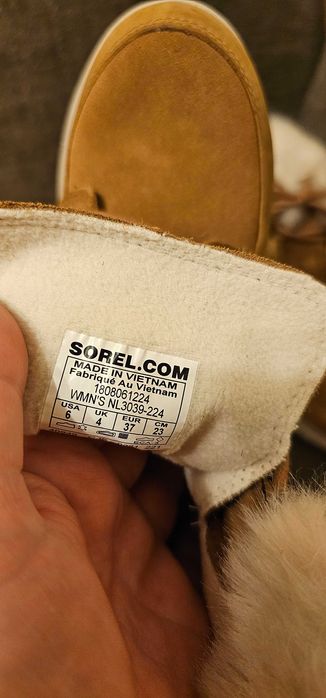 SOREL.COM
MADE IN VIETNAM
Fabriqué Au Vietnam
1808061224
WMN'S NL3039-224
USA UK EUR CM
6 4 37 23